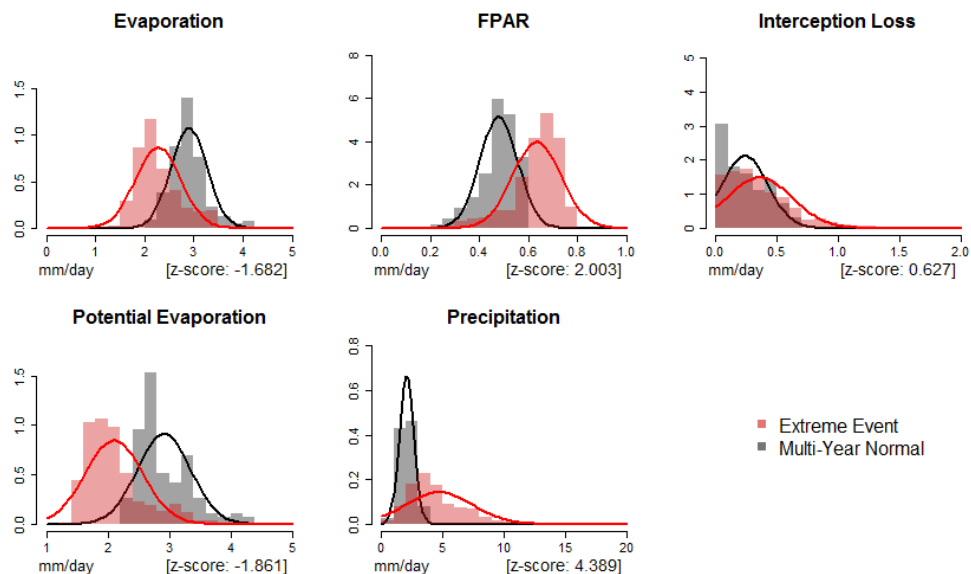 Evaporation
0.0 0.5 1.0 1.5
0 1 2 3 4 5
mm/day [z-score: -1.682]
FPAR
0 2 4 6 8
0.0 0.2 0.4 0.6 0.8 1.0
mm/day [z-score: 2.003]
Interception Loss
0 1 2 3 4 5
0.0 0.5 1.0 1.5 2.0
mm/day [z-score: 0.627]
Potential Evaporation
0.0 0.5 1.0 1.5
1 2 3 4 5
mm/day [z-score: -1.861]
Precipitation
0.0 0.2 0.4 0.6 0.8
0 5 10 15 20
mm/day [z-score: 4.389]
Extreme Event
Multi-Year Normal